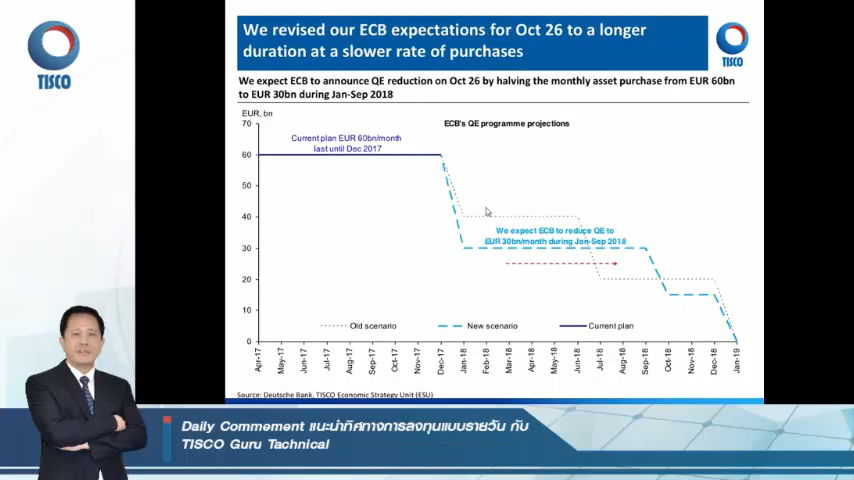 We revised our ECB expectations for Oct 26 to a longer
duration at a slower rate of purchases
TISCO
TISCO
We expect ECB to announce QE reduction on Oct 26 by halving the monthly asset purchase from EUR 60bn
to EUR 30bn during Jan-Sep 2018
EUR, bn
ECB's QE programme projections
70
60
50
40
30
20
10
0
Current plan EUR 60bn/month
last until Dec 2017
We expect ECB to reduce QE to
EUR 30bn/month during Jan-Sep 2018
Old scenario
New scenario
Current plan
Apr-17
May-17
Jun-17
Jul-17
Aug-17
Sep-17
Oct-17
Nov-17
Dec-17
Jan-18
Feb-18
Mar-18
Apr-18
May-18
Jun-18
Jul-18
Aug-18
Sep-18
Oct-18
Nov-18
Dec-18
Jan-19
Source: Deutsche Bank, TISCO Economic Strategy Unit (ESU)
Daily Commement แนะนำทิศทางการลงทุนแบบรายวัน กับ
TISCO Guru Tachnical